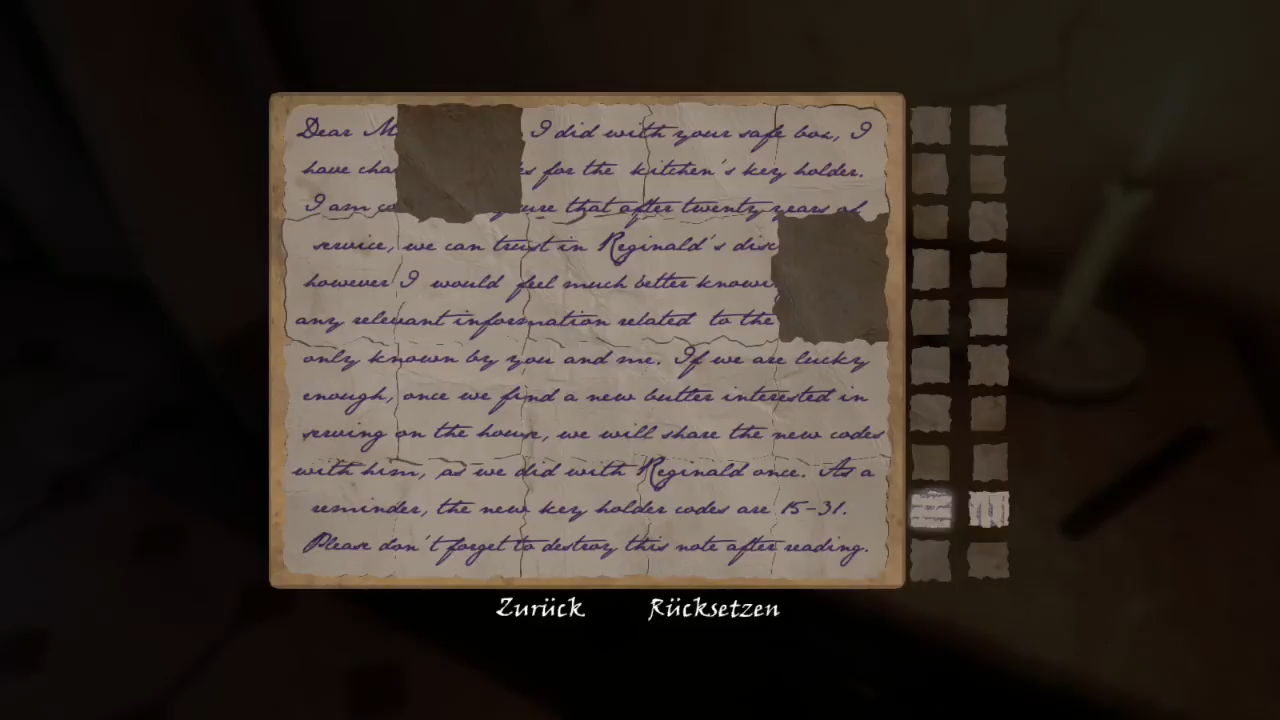 Dear M I did with your safe box, I
have cha es for the kitchen's key holder.
I am co sure that after twenty years of
service, we can trust in Reginald's disc
however I would feel much better knowi
any relevant information related to the
only known by you and me. If we are lucky
enough, once we find a new butler interested in
serving on the house, we will share the new codes
with him, as we did with Reginald once. As a
reminder, the new key holder codes are 15-31.
Please don't forget to destroy this note after reading.
Zurück Rücksetzen